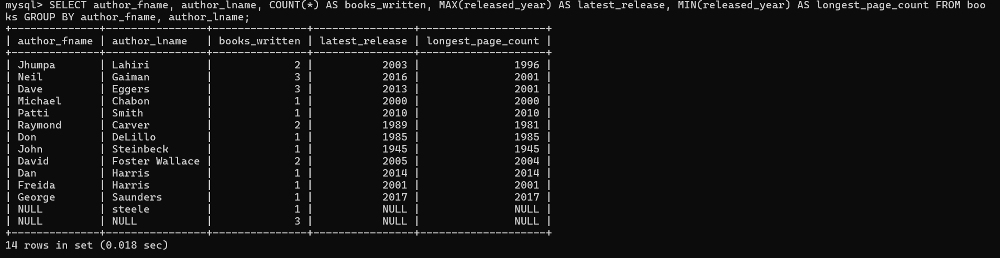 mysql> SELECT author_fname, author_lname, COUNT(*) AS books_written, MAX(released_year) AS latest_release, MIN(released_year) AS longest_page_count FROM boo
ks GROUP BY author_fname, author_lname;
+--------------+----------------+---------------+----------------+--------------------+
| author_fname | author_lname   | books_written | latest_release | longest_page_count |
+--------------+----------------+---------------+----------------+--------------------+
| Jhumpa       | Lahiri         |             2 |           2003 |               1996 |
| Neil         | Gaiman         |             3 |           2016 |               2001 |
| Dave         | Eggers         |             3 |           2013 |               2001 |
| Michael      | Chabon         |             1 |           2000 |               2000 |
| Patti        | Smith          |             1 |           2010 |               2010 |
| Raymond      | Carver         |             2 |           1989 |               1981 |
| Don          | DeLillo        |             1 |           1985 |               1985 |
| John         | Steinbeck      |             1 |           1945 |               1945 |
| David        | Foster Wallace |             2 |           2005 |               2004 |
| Dan          | Harris         |             1 |           2014 |               2014 |
| Freida       | Harris         |             1 |           2001 |               2001 |
| George       | Saunders       |             1 |           2017 |               2017 |
| NULL         | steele         |             1 |           NULL |               NULL |
| NULL         | NULL           |             3 |           NULL |               NULL |
+--------------+----------------+---------------+----------------+--------------------+
14 rows in set (0.018 sec)